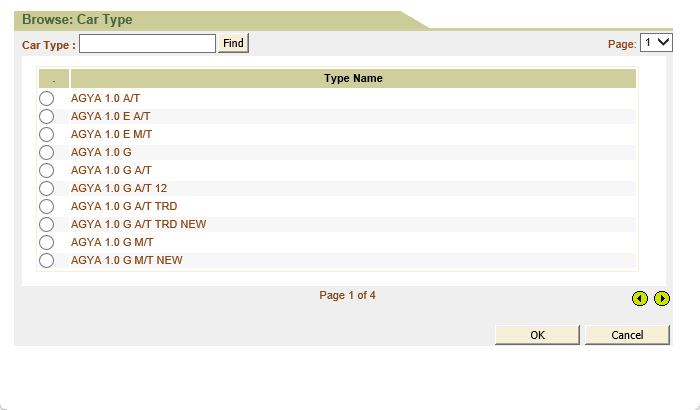 Browse: Car Type
Car Type : Find Page: 1
. Type Name
AGYA 1.0 A/T
AGYA 1.0 E A/T
AGYA 1.0 E M/T
AGYA 1.0 G
AGYA 1.0 G A/T
AGYA 1.0 G A/T 12
AGYA 1.0 G A/T TRD
AGYA 1.0 G A/T TRD NEW
AGYA 1.0 G M/T
AGYA 1.0 G M/T NEW
Page 1 of 4
OK Cancel